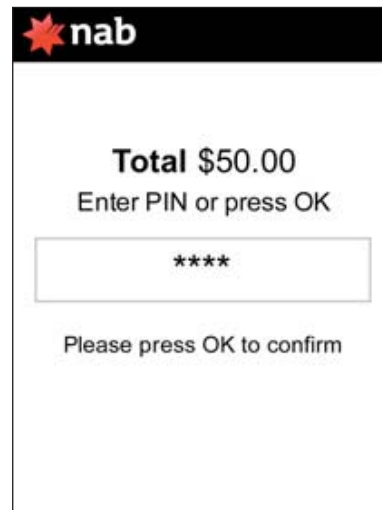 nab
Total $50.00
Enter PIN or press OK
****
Please press OK to confirm